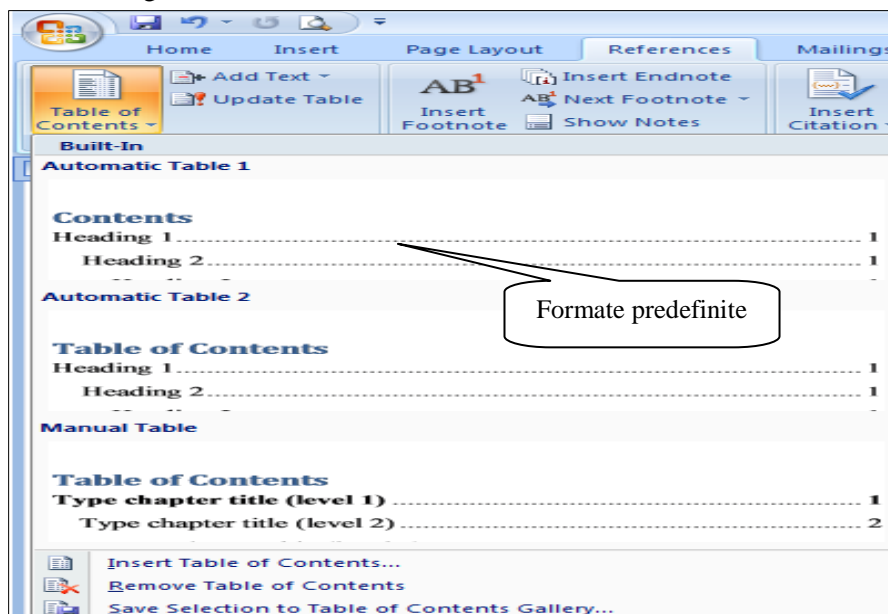 Home Insert Page Layout References Mailings
Table of Contents
Add Text
Update Table
AB1
Insert Footnote
Insert Endnote
AB1 Next Footnote
Show Notes
Insert Citation
Built-In
Automatic Table 1
Contents
Heading 1 1
Heading 2 1
Automatic Table 2
Table of Contents
Heading 1 1
Heading 2 1
Manual Table
Table of Contents
Type chapter title (level 1) 1
Type chapter title (level 2) 2
Formate predefinite
Insert Table of Contents...
Remove Table of Contents
Save Selection to Table of Contents Gallery...